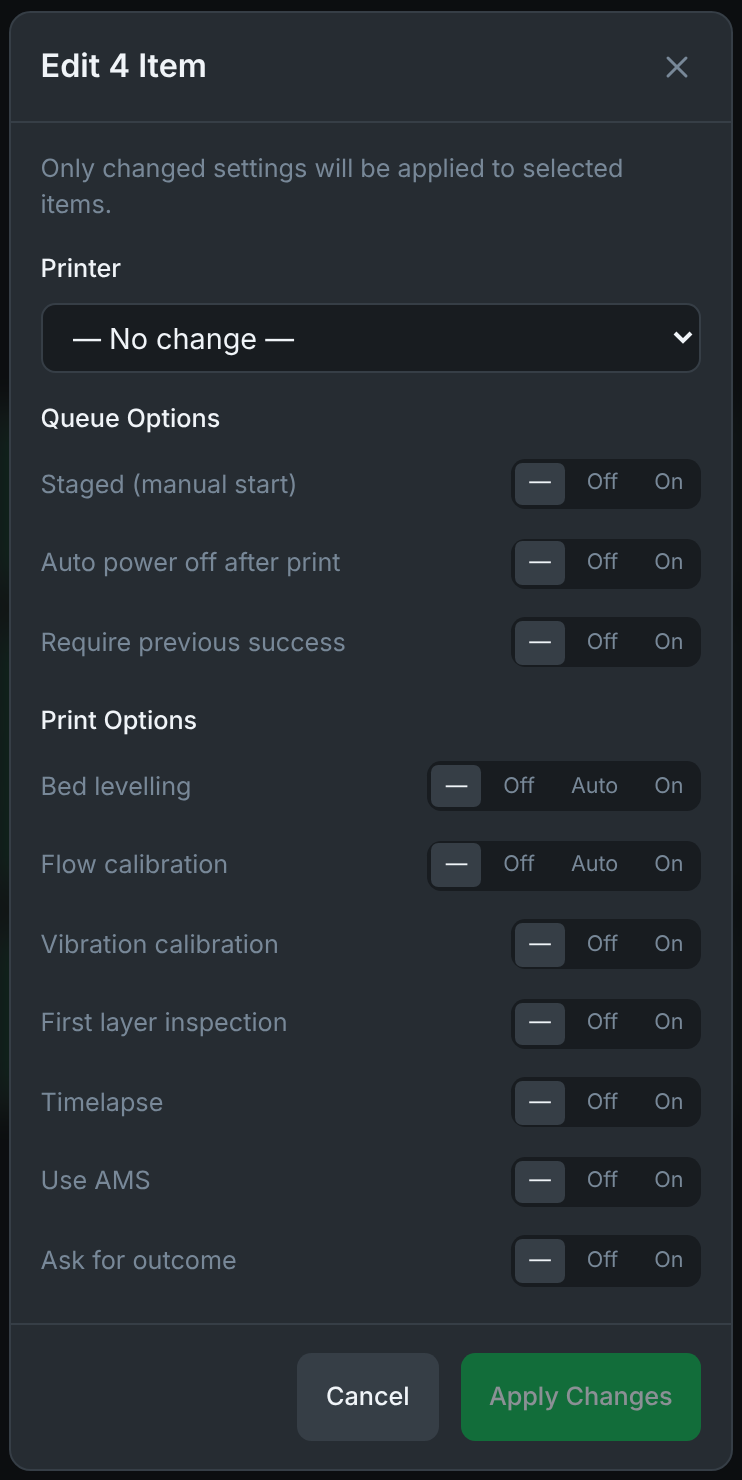 Edit 4 Item
Only changed settings will be applied to selected
items.
Printer
— No change —
Queue Options
Staged (manual start) — Off On
Auto power off after print — Off On
Require previous success — Off On
Print Options
Bed levelling — Off Auto On
Flow calibration — Off Auto On
Vibration calibration — Off On
First layer inspection — Off On
Timelapse — Off On
Use AMS — Off On
Ask for outcome — Off On
Cancel Apply Changes